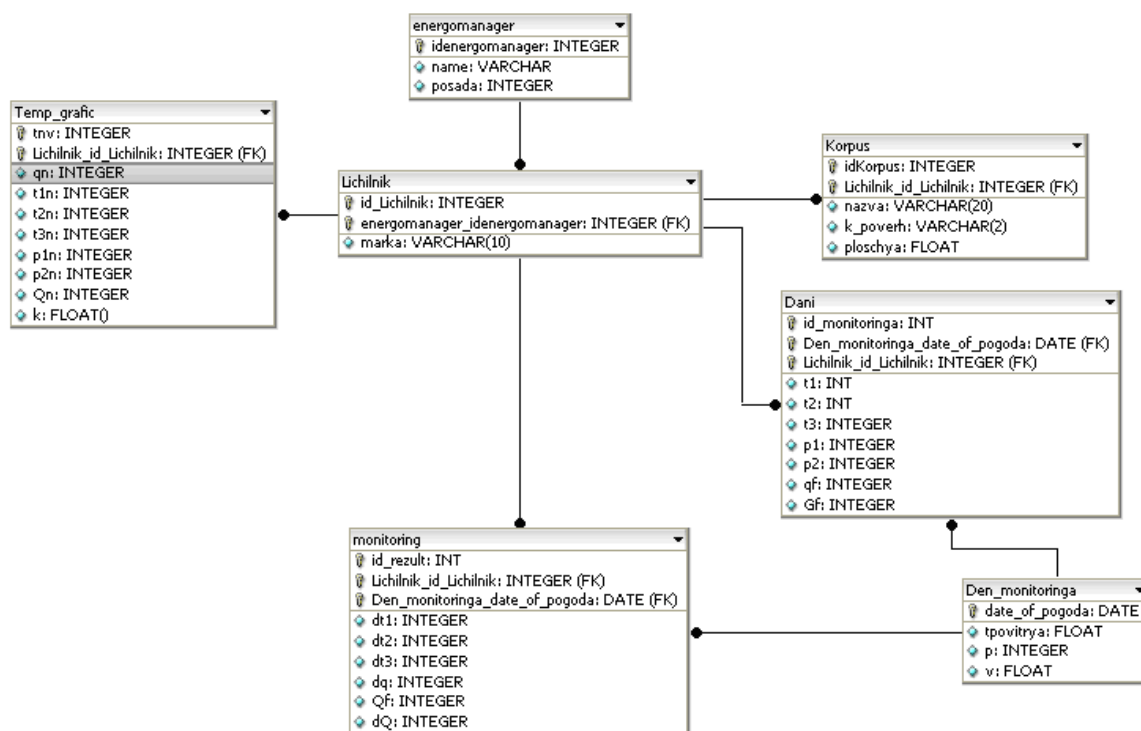 energomanager
idenergomanager: INTEGER
name: VARCHAR
posada: INTEGER
Temp_grafic
tnv: INTEGER
Lichilnik_id_Lichilnik: INTEGER (FK)
qn: INTEGER
t1n: INTEGER
t2n: INTEGER
t3n: INTEGER
p1n: INTEGER
p2n: INTEGER
Qn: INTEGER
k: FLOAT()
Lichilnik
id_Lichilnik: INTEGER
energomanager_idenergomanager: INTEGER (FK)
marka: VARCHAR(10)
Korpus
idKorpus: INTEGER
Lichilnik_id_Lichilnik: INTEGER (FK)
nazva: VARCHAR(20)
k_poverh: VARCHAR(2)
ploschya: FLOAT
Dani
id_monitoringa: INT
Den_monitoringa_date_of_pogoda: DATE (FK)
Lichilnik_id_Lichilnik: INTEGER (FK)
t1: INT
t2: INT
t3: INTEGER
p1: INTEGER
p2: INTEGER
qf: INTEGER
Gf: INTEGER
monitoring
id_rezult: INT
Lichilnik_id_Lichilnik: INTEGER (FK)
Den_monitoringa_date_of_pogoda: DATE (FK)
dt1: INTEGER
dt2: INTEGER
dt3: INTEGER
dq: INTEGER
Qf: INTEGER
dQ: INTEGER
Den_monitoringa
date_of_pogoda: DATE
tpovitrya: FLOAT
p: INTEGER
v: FLOAT